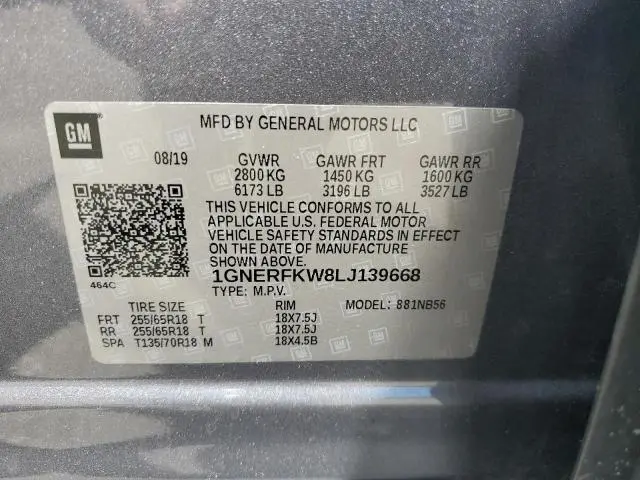 GM
MFD BY GENERAL MOTORS LLC
08/19 GVWR GAWR FRT GAWR RR
2800 KG 1450 KG 1600 KG
6173 LB 3196 LB 3527 LB
THIS VEHICLE CONFORMS TO ALL
APPLICABLE U.S. FEDERAL MOTOR
VEHICLE SAFETY STANDARDS IN EFFECT
ON THE DATE OF MANUFACTURE
SHOWN ABOVE.
464C 1GNERFKW8LJ139668
TYPE: M.P.V. MODEL: 881NB56
TIRE SIZE RIM
FRT 255/65R18 T 18X7.5J
RR 255/65R18 T 18X7.5J
SPA T135/70R18 M 18X4.5B